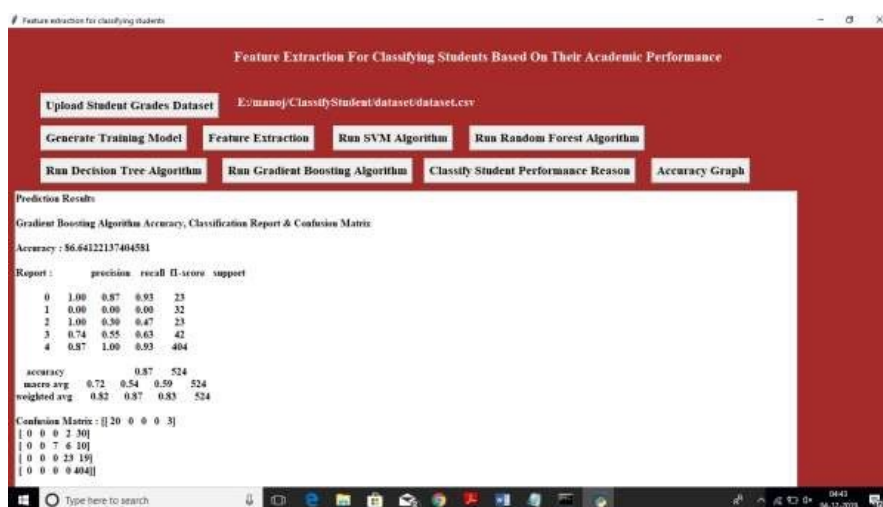 Feature extraction for classifying students
Feature Extraction For Classifying Students Based On Their Academic Performance
Upload Student Grades Dataset E:/manoj/ClassifyStudent/dataset/dataset.csv
Generate Training Model Feature Extraction Run SVM Algorithm Run Random Forest Algorithm
Run Decision Tree Algorithm Run Gradient Boosting Algorithm Classify Student Performance Reason Accuracy Graph
Prediction Results
Gradient Boosting Algorithm Accuracy, Classification Report & Confusion Matrix
Accuracy : 86.64122137404581
Report : precision recall f1-score support
0 1.00 0.87 0.93 23
1 0.00 0.00 0.00 32
2 1.00 0.30 0.47 23
3 0.74 0.55 0.63 42
4 0.87 1.00 0.93 404
accuracy 0.87 524
macro avg 0.72 0.54 0.59 524
weighted avg 0.82 0.87 0.83 524
Confusion Matrix : [[ 20 0 0 0 3]
[ 0 0 0 2 30]
[ 0 0 7 6 10]
[ 0 0 0 23 19]
[ 0 0 0 0 404]]
Type here to search
04:43
04-12-2019